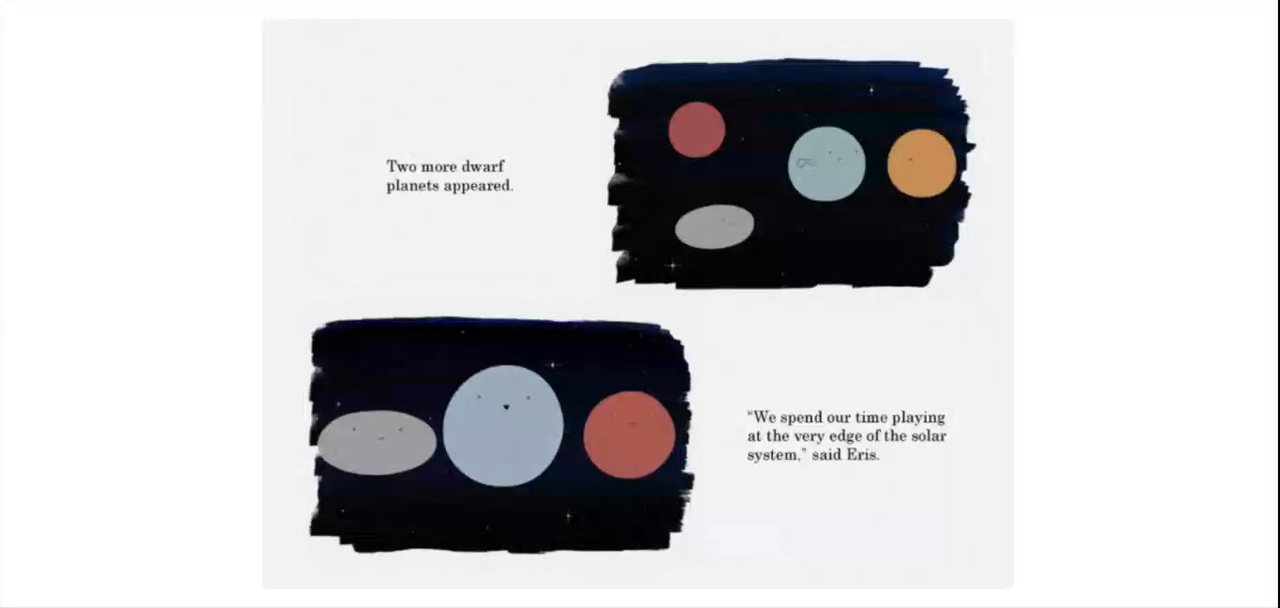 Two more dwarf
planets appeared.
“We spend our time playing
at the very edge of the solar
system,” said Eris.